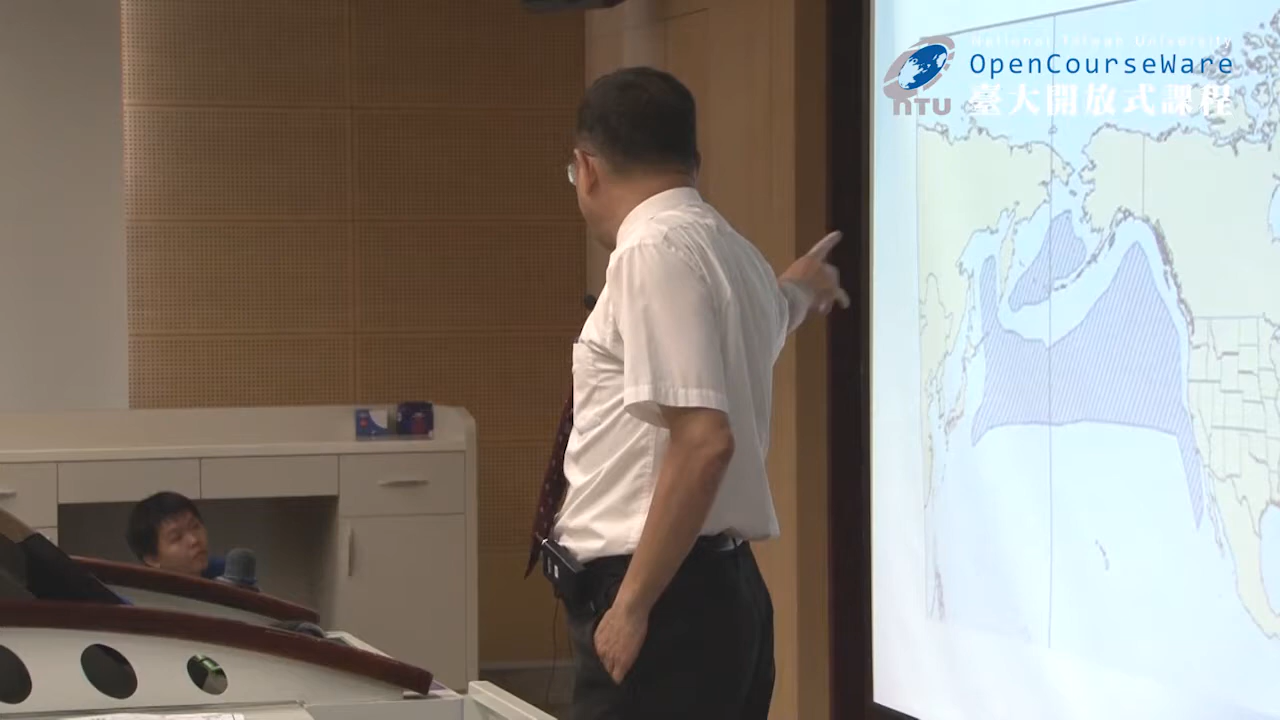 National Taiwan University
OpenCourseWare
NTU
臺大開放式課程